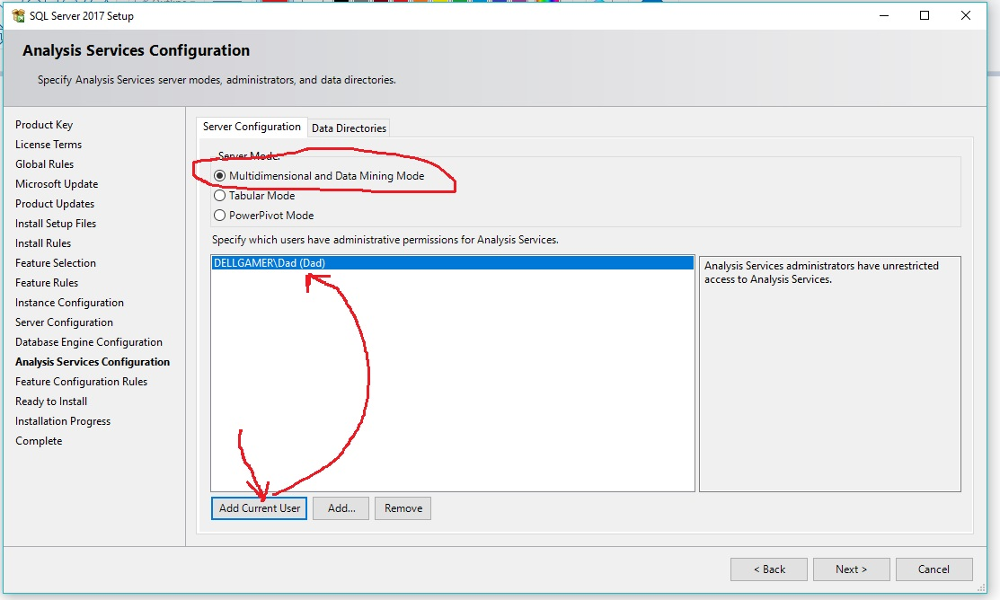 SQL Server 2017 Setup
Analysis Services Configuration
Specify Analysis Services server modes, administrators, and data directories.
Product Key
License Terms
Global Rules
Microsoft Update
Product Updates
Install Setup Files
Install Rules
Feature Selection
Feature Rules
Instance Configuration
Server Configuration
Database Engine Configuration
Analysis Services Configuration
Feature Configuration Rules
Ready to Install
Installation Progress
Complete
Server Configuration
Data Directories
Server Mode:
Multidimensional and Data Mining Mode
Tabular Mode
PowerPivot Mode
Specify which users have administrative permissions for Analysis Services.
DELLGAMER\Dad (Dad)
Analysis Services administrators have unrestricted
access to Analysis Services.
Add Current User
Add...
Remove
< Back
Next >
Cancel